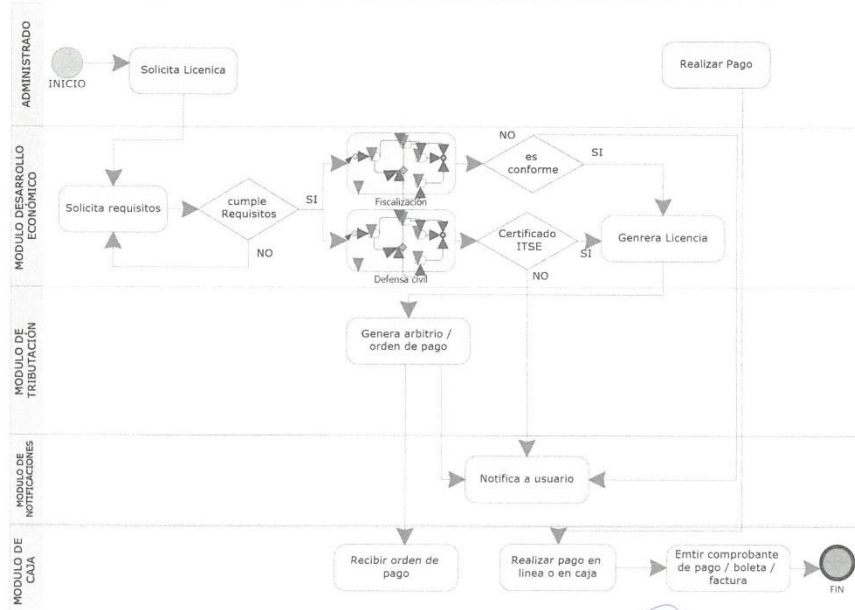 ADMINISTRADO
INICIO
Solicita Licenica
Realizar Pago
MODULO DESARROLLO
ECONÓMICO
Solicita requisitos
cumple
Requisitos
SI
NO
Fiscalización
Defensa civil
es
conforme
NO
SI
Certificado
ITSE
SI
NO
Genrera Licencia
MODULO DE
TRIBUTACIÓN
Genera arbitrio /
orden de pago
MODULO DE
NOTIFICACIONES
Notifica a usuario
MODULO DE
CAJA
Recibir orden de
pago
Realizar pago en
linea o en caja
Emtir comprobante
de pago / boleta /
factura
FIN